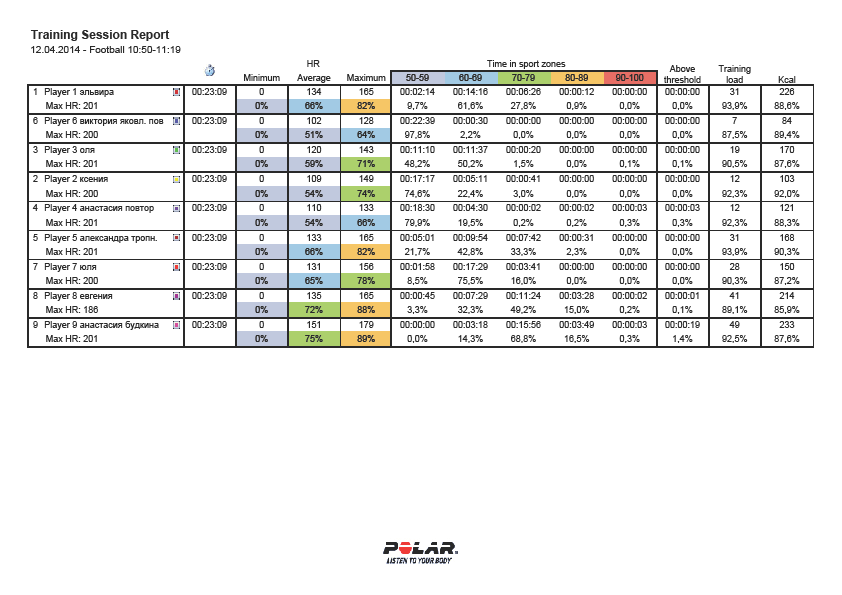 Training Session Report
12.04.2014 - Football 10:50-11:19
HR Time in sport zones Above Training
Minimum Average Maximum 50-59 60-69 70-79 80-89 90-100 threshold load Kcal
1 Player 1 эльвира 00:23:09 0 134 165 00:02:14 00:14:16 00:06:26 00:00:12 00:00:00 00:00:00 31 226
Max HR: 201 0% 66% 82% 9,7% 61,6% 27,8% 0,9% 0,0% 0,0% 93,9% 88,6%
6 Player 6 виктория яковл. пов 00:23:09 0 102 128 00:22:39 00:00:30 00:00:00 00:00:00 00:00:00 00:00:00 7 84
Max HR: 200 0% 51% 64% 97,8% 2,2% 0,0% 0,0% 0,0% 0,0% 87,5% 89,4%
3 Player 3 оля 00:23:09 0 120 143 00:11:10 00:11:37 00:00:20 00:00:00 00:00:00 00:00:00 19 170
Max HR: 201 0% 59% 71% 48,2% 50,2% 1,5% 0,0% 0,1% 0,1% 90,5% 87,6%
2 Player 2 ксения 00:23:09 0 109 149 00:17:17 00:05:11 00:00:41 00:00:00 00:00:00 00:00:00 12 103
Max HR: 200 0% 54% 74% 74,6% 22,4% 3,0% 0,0% 0,0% 0,0% 92,3% 92,0%
4 Player 4 анастасия повтор 00:23:09 0 110 133 00:18:30 00:04:30 00:00:02 00:00:02 00:00:03 00:00:03 12 121
Max HR: 201 0% 54% 66% 79,9% 19,5% 0,2% 0,2% 0,3% 0,3% 92,3% 88,3%
5 Player 5 александра тропн. 00:23:09 0 133 165 00:05:01 00:09:54 00:07:42 00:00:31 00:00:00 00:00:00 31 168
Max HR: 201 0% 66% 82% 21,7% 42,8% 33,3% 2,3% 0,0% 0,0% 93,9% 90,3%
7 Player 7 юля 00:23:09 0 131 156 00:01:58 00:17:29 00:03:41 00:00:00 00:00:00 00:00:00 28 150
Max HR: 200 0% 65% 78% 8,5% 75,5% 16,0% 0,0% 0,0% 0,0% 90,3% 87,2%
8 Player 8 евгения 00:23:09 0 135 165 00:00:45 00:07:29 00:11:24 00:03:28 00:00:02 00:00:01 41 214
Max HR: 186 0% 72% 88% 3,3% 32,3% 49,2% 15,0% 0,2% 0,1% 89,1% 85,9%
9 Player 9 анастасия будкина 00:23:09 0 151 179 00:00:00 00:03:18 00:15:56 00:03:49 00:00:03 00:00:19 49 233
Max HR: 201 0% 75% 89% 0,0% 14,3% 68,8% 16,5% 0,3% 1,4% 92,5% 87,6%
POLAR.
LISTEN TO YOUR BODY